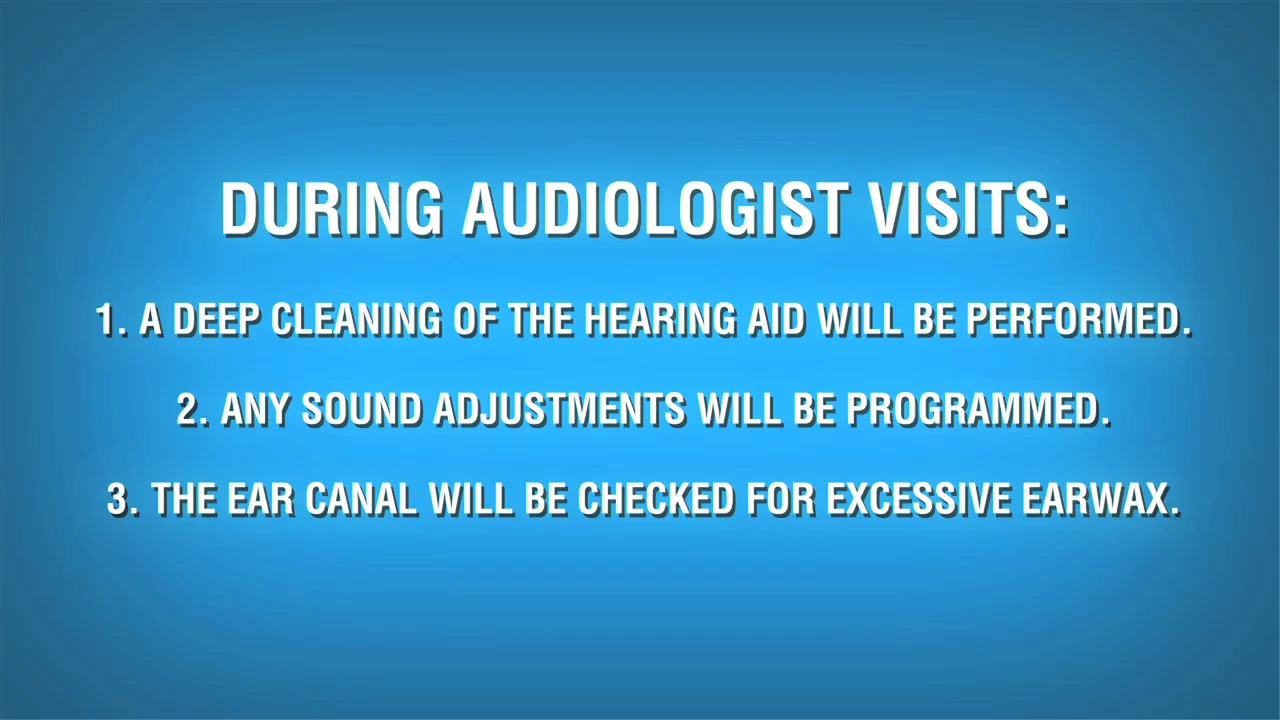 DURING AUDIOLOGIST VISITS:
1. A DEEP CLEANING OF THE HEARING AID WILL BE PERFORMED.
2. ANY SOUND ADJUSTMENTS WILL BE PROGRAMMED.
3. THE EAR CANAL WILL BE CHECKED FOR EXCESSIVE EARWAX.